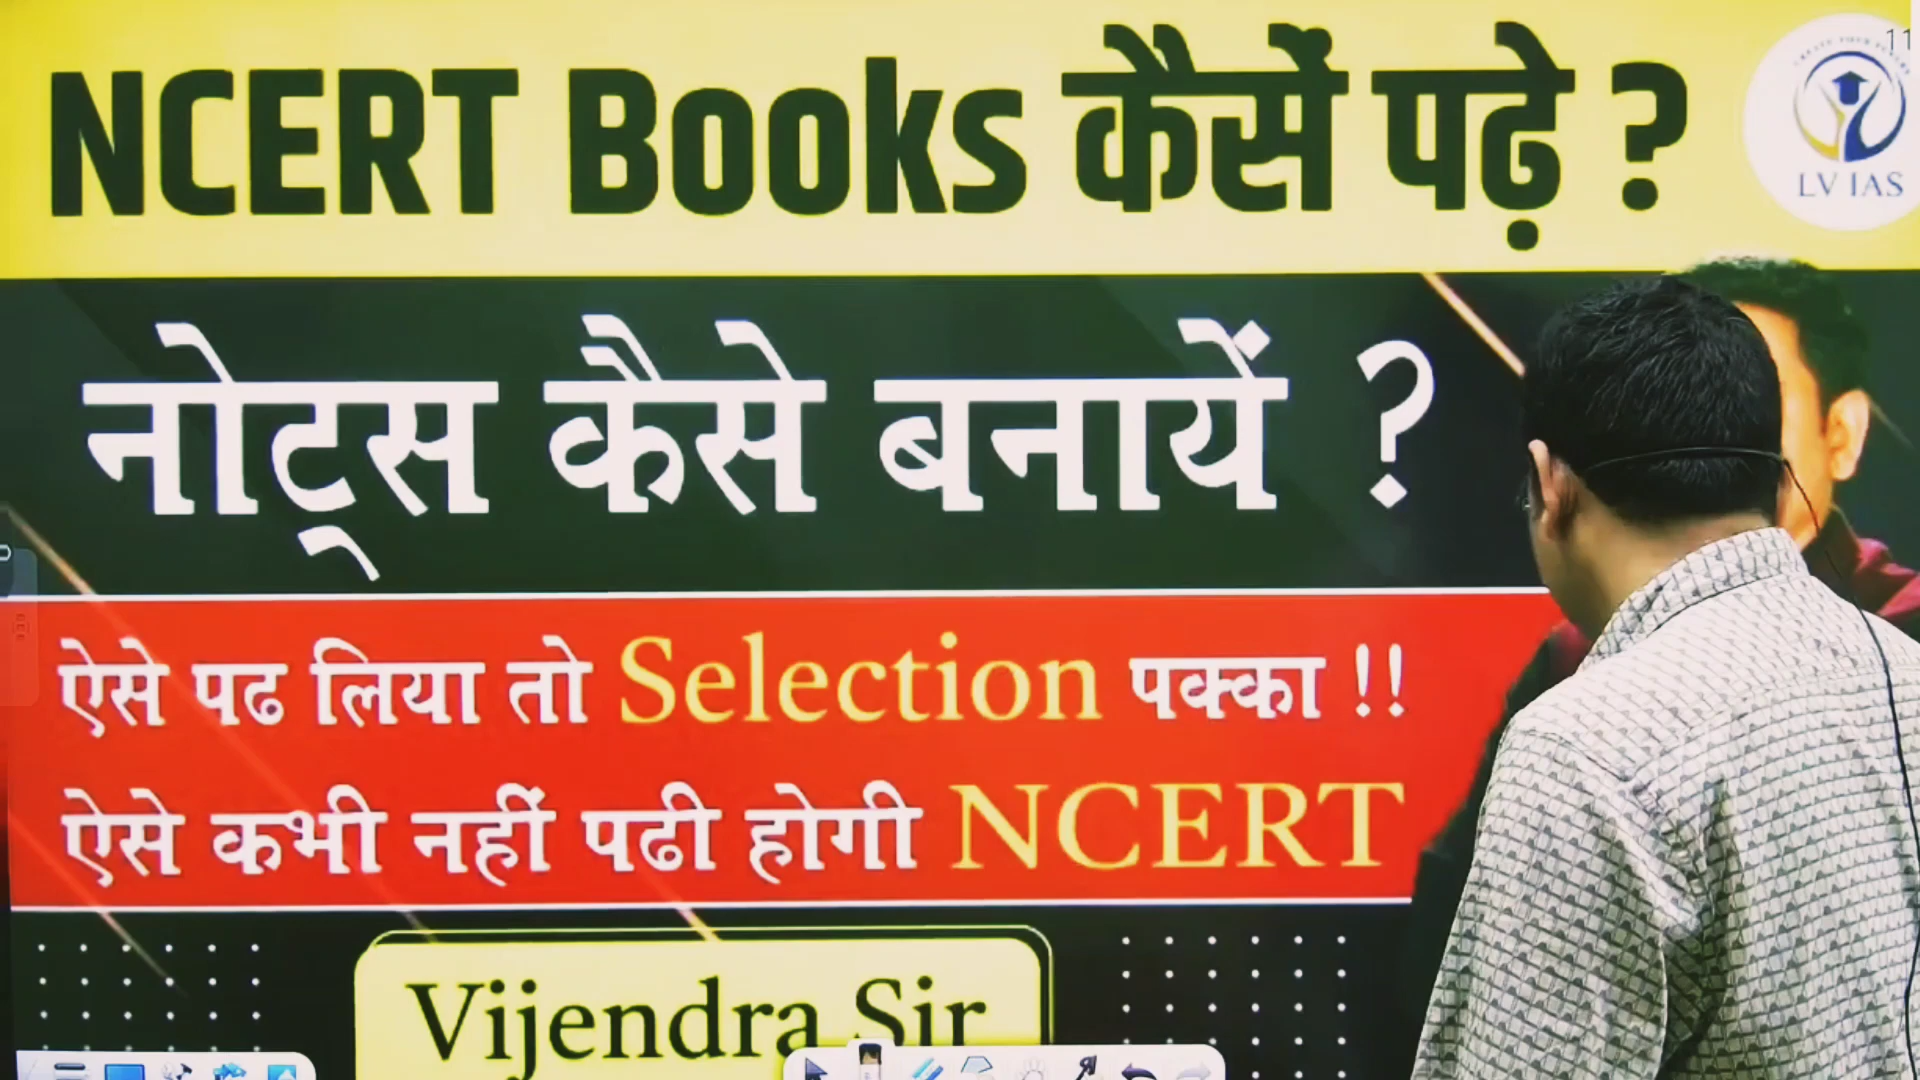 NCERT Books कैसें पढ़े ?
LV IAS
नोट्स कैसे बनायें ?
ऐसे पढ लिया तो Selection पक्का !!
ऐसे कभी नहीं पढी होगी NCERT
Vijendra Sir